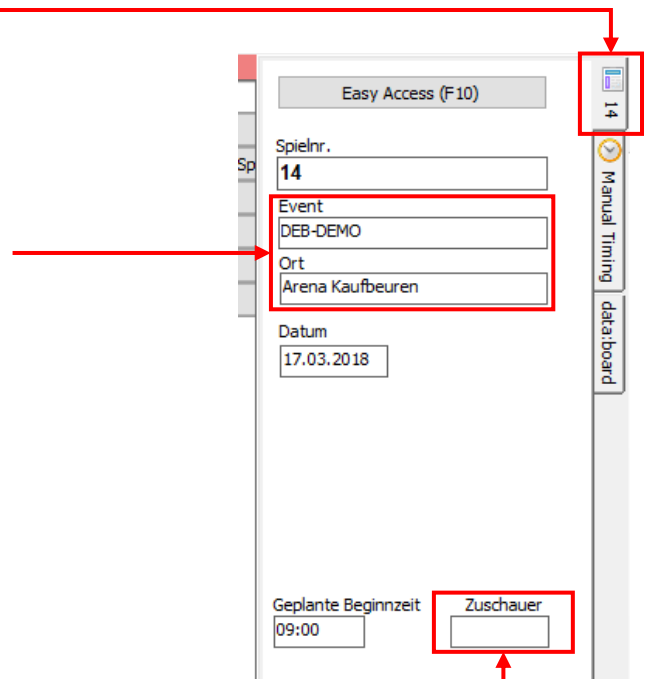 Easy Access (F10)
Spielnr.
14
Sp
Event
DEB-DEMO
Ort
Arena Kaufbeuren
Datum
17.03.2018
Geplante Beginnzeit
Zuschauer
09:00
14
Manual Timing
data:board